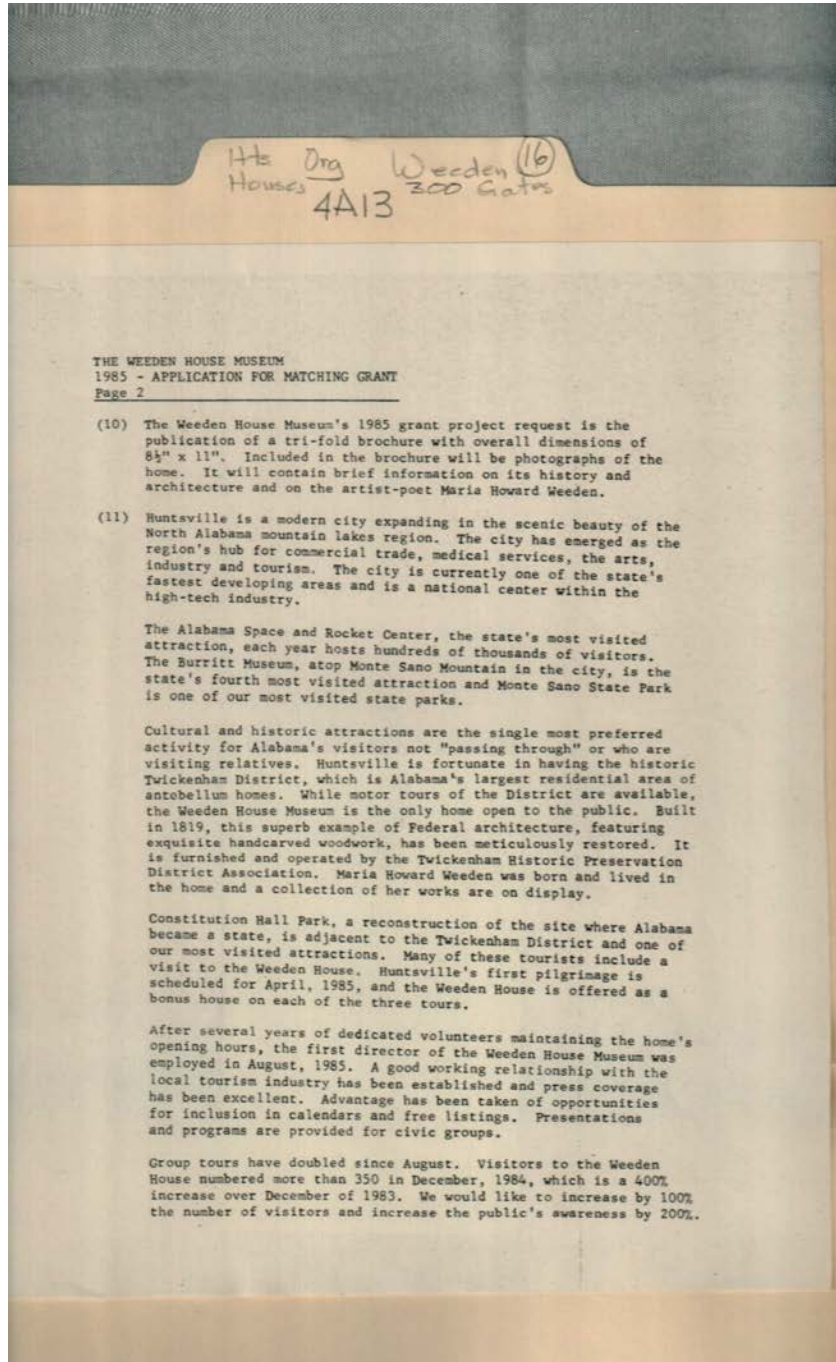 Hts Org Weeden 16
Houses 300 Gates
4A13
THE WEEDEN HOUSE MUSEUM
1985 - APPLICATION FOR MATCHING GRANT
Page 2
(10) The Weeden House Museum's 1985 grant project request is the
publication of a tri-fold brochure with overall dimensions of
8½" x 11". Included in the brochure will be photographs of the
home. It will contain brief information on its history and
architecture and on the artist-poet Maria Howard Weeden.
(11) Huntsville is a modern city expanding in the scenic beauty of the
North Alabama mountain lakes region. The city has emerged as the
region's hub for commercial trade, medical services, the arts,
industry and tourism. The city is currently one of the state's
fastest developing areas and is a national center within the
high-tech industry.
The Alabama Space and Rocket Center, the state's most visited
attraction, each year hosts hundreds of thousands of visitors.
The Burritt Museum, atop Monte Sano Mountain in the city, is the
state's fourth most visited attraction and Monte Sano State Park
is one of our most visited state parks.
Cultural and historic attractions are the single most preferred
activity for Alabama's visitors not "passing through" or who are
visiting relatives. Huntsville is fortunate in having the historic
Twickenham District, which is Alabama's largest residential area of
antebellum homes. While motor tours of the District are available,
the Weeden House Museum is the only home open to the public. Built
in 1819, this superb example of Federal architecture, featuring
exquisite handcarved woodwork, has been meticulously restored. It
is furnished and operated by the Twickenham Historic Preservation
District Association. Maria Howard Weeden was born and lived in
the home and a collection of her works are on display.
Constitution Hall Park, a reconstruction of the site where Alabama
became a state, is adjacent to the Twickenham District and one of
our most visited attractions. Many of these tourists include a
visit to the Weeden House. Huntsville's first pilgrimage is
scheduled for April, 1985, and the Weeden House is offered as a
bonus house on each of the three tours.
After several years of dedicated volunteers maintaining the home's
opening hours, the first director of the Weeden House Museum was
employed in August, 1985. A good working relationship with the
local tourism industry has been established and press coverage
has been excellent. Advantage has been taken of opportunities
for inclusion in calendars and free listings. Presentations
and programs are provided for civic groups.
Group tours have doubled since August. Visitors to the Weeden
House numbered more than 350 in December, 1984, which is a 400%
increase over December of 1983. We would like to increase by 100%
the number of visitors and increase the public's awareness by 200%.